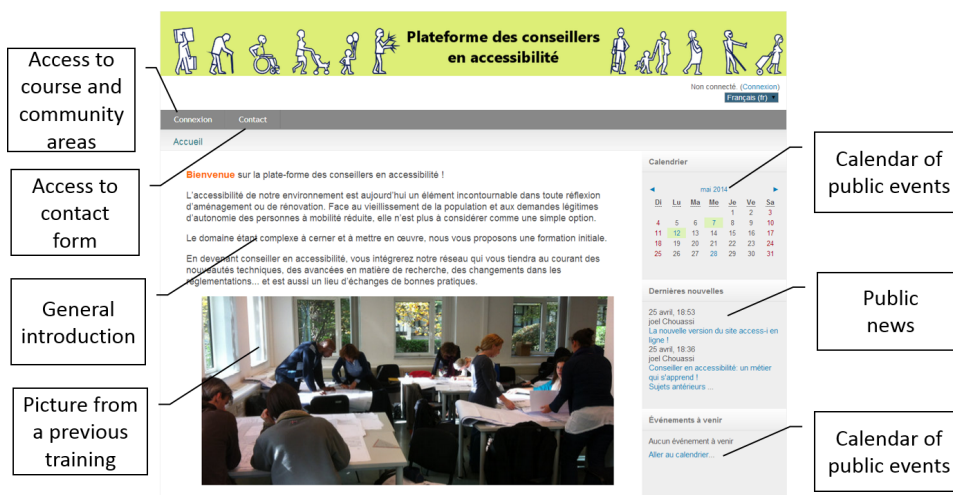 Plateforme des conseillers
en accessibilité
Non connecté. (Connexion)
Français (fr)
Connexion Contact
Accueil
Access to
course and
community
areas
Access to
contact
form
General
introduction
Picture from
a previous
training
Bienvenue sur la plate-forme des conseillers en accessibilité !
L'accessibilité de notre environnement est aujourd'hui un élément incontournable dans toute réflexion
d'aménagement ou de rénovation. Face au vieillissement de la population et aux demandes légitimes
d'autonomie des personnes à mobilité réduite, elle n'est plus à considérer comme une simple option.
Le domaine étant complexe à cerner et à mettre en œuvre, nous vous proposons une formation initiale.
En devenant conseiller en accessibilité, vous intégrerez notre réseau qui vous tiendra au courant des
nouveautés techniques, des avancées en matière de recherche, des changements dans les
réglementations... et est aussi un lieu d'échanges de bonnes pratiques.
Calendrier
◄ mai 2014 ►
Di Lu Ma Me Je Ve Sa
1 2 3
4 5 6 7 8 9 10
11 12 13 14 15 16 17
18 19 20 21 22 23 24
25 26 27 28 29 30 31
Dernières nouvelles
25 avril, 18:53
joel Chouassi
La nouvelle version du site access-i en
ligne !
25 avril, 18:36
joel Chouassi
Conseiller en accessibilité: un métier
qui s'apprend !
Sujets antérieurs ...
Événements à venir
Aucun évènement à venir
Aller au calendrier...
Calendar of
public events
Public
news
Calendar of
public events